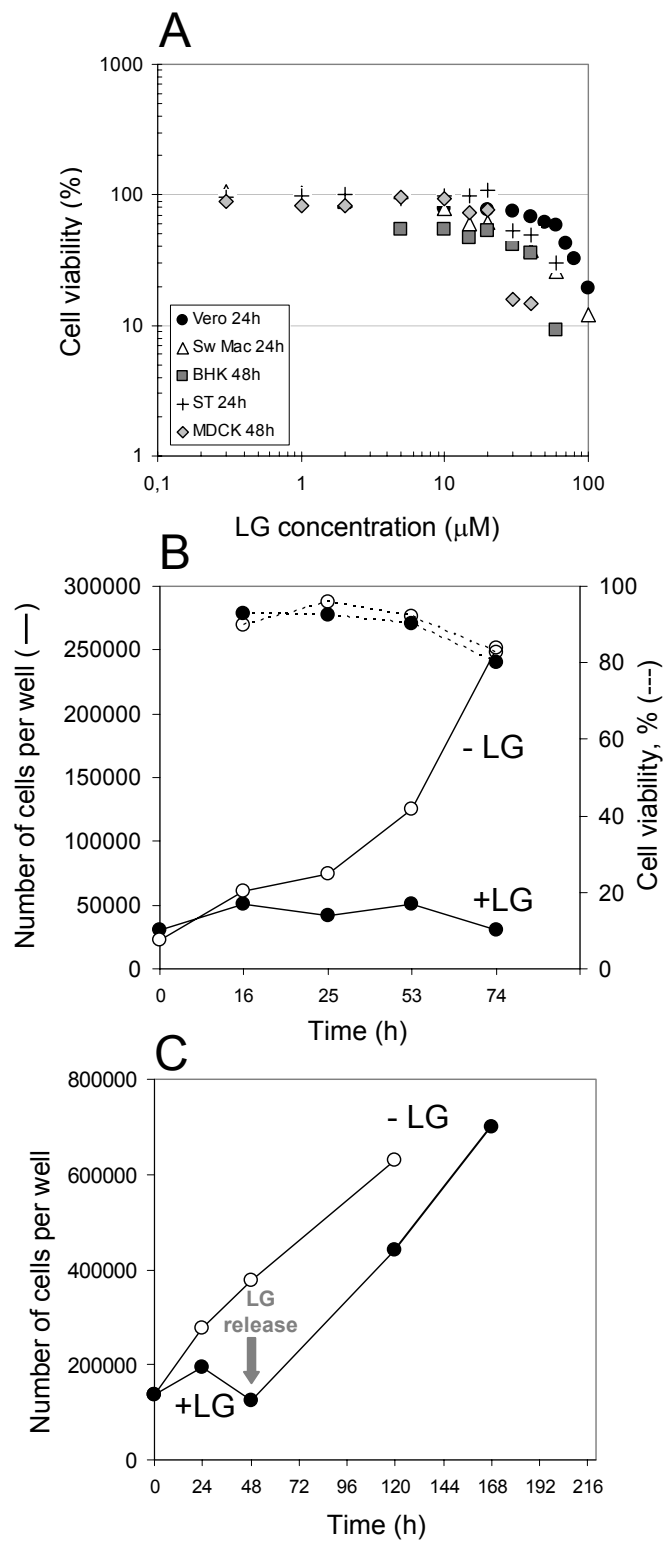 A
1000
100
10
1
Cell viability (%)
Vero 24h
Sw Mac 24h
BHK 48h
ST 24h
MDCK 48h
0,1 1 10 100
LG concentration (μM)
B
300000
250000
200000
150000
100000
50000
0
Number of cells per well (—)
100
80
60
40
20
0
Cell viability, % (---)
- LG
+LG
0 16 25 53 74
Time (h)
C
800000
600000
400000
200000
0
Number of cells per well
- LG
LG
release
+LG
0 24 48 72 96 120 144 168 192 216
Time (h)